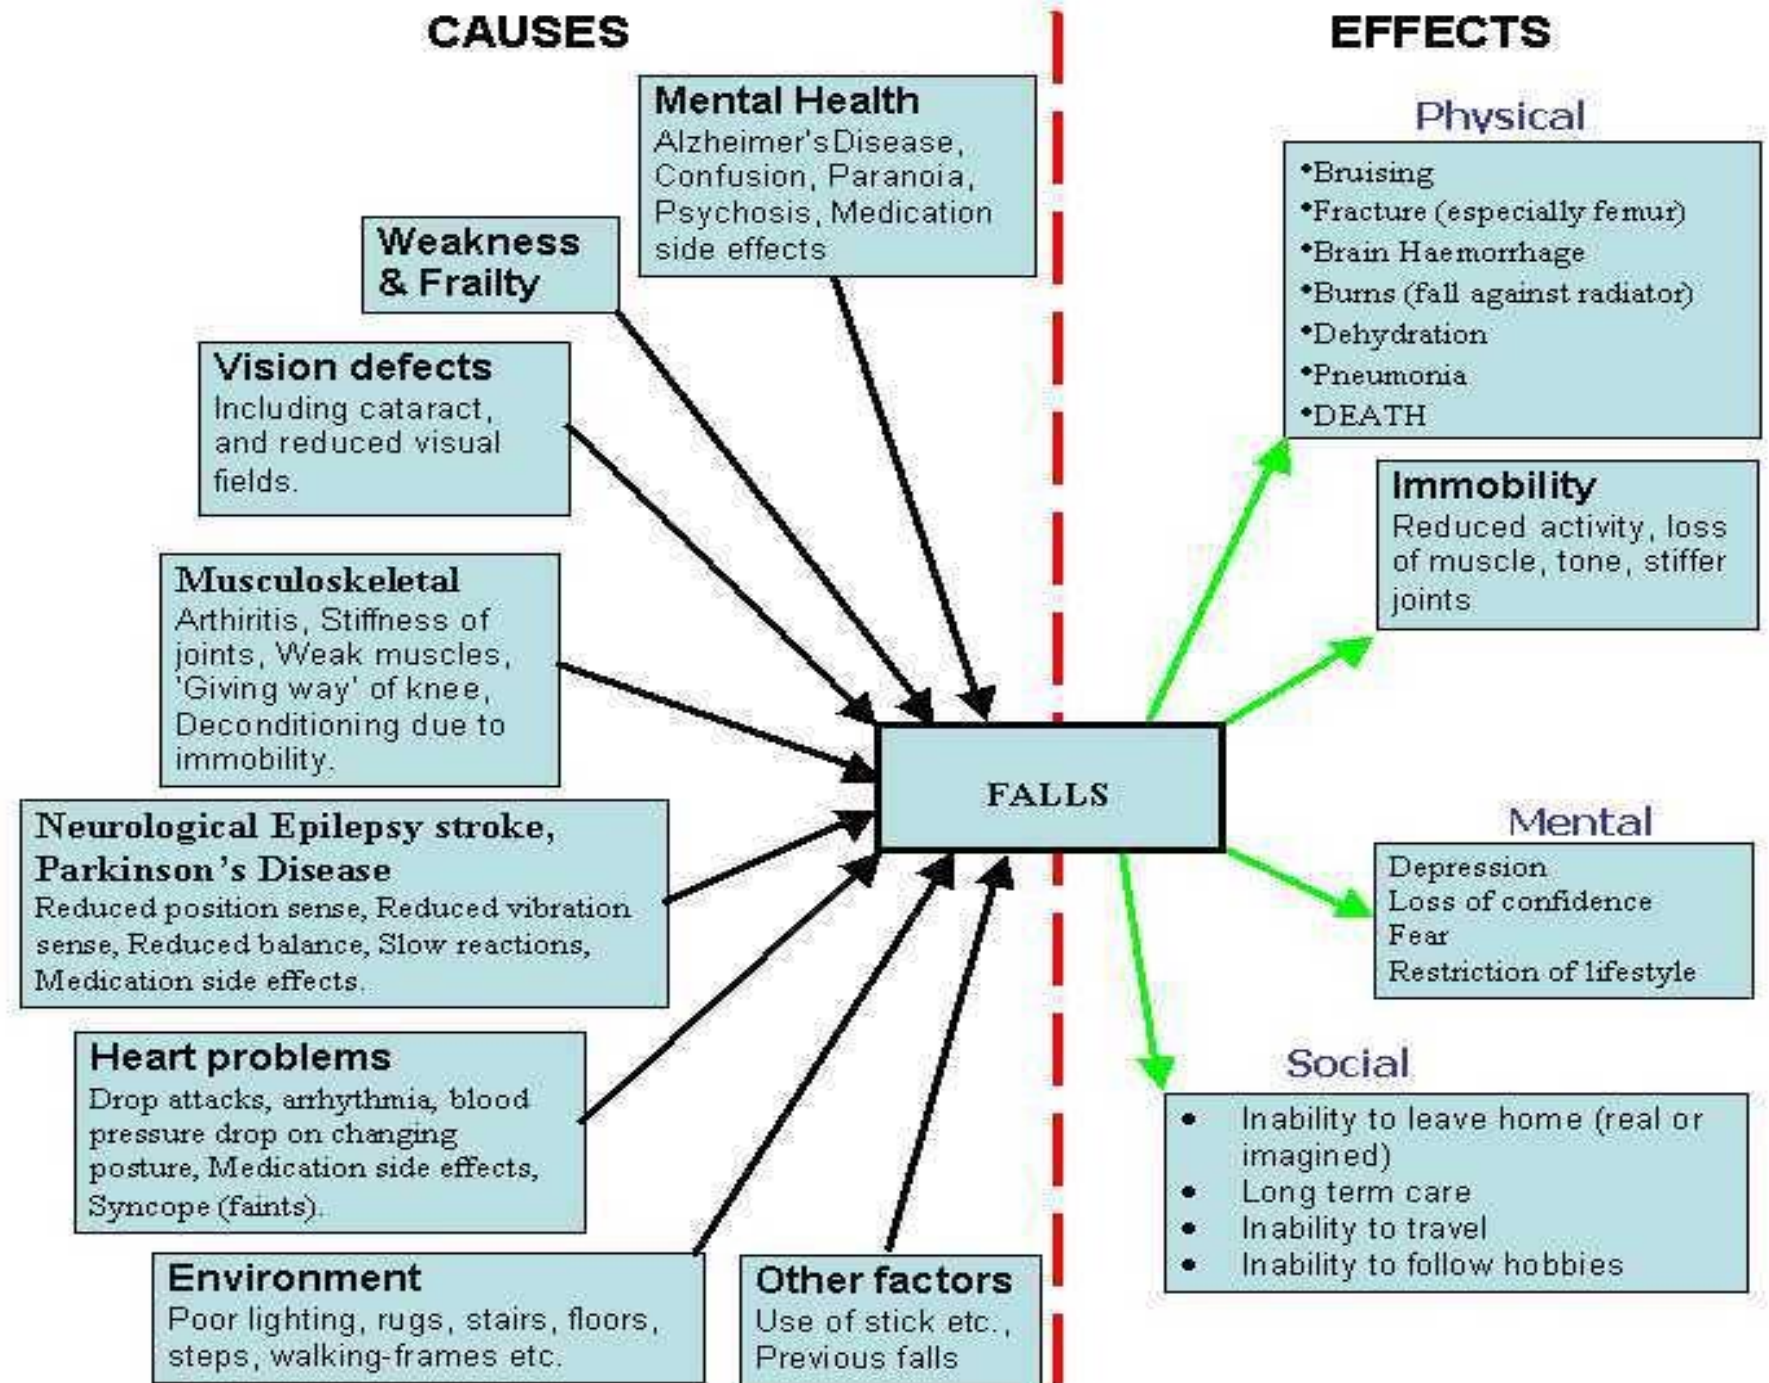 CAUSES
EFFECTS
Mental Health
Alzheimer's Disease,
Confusion, Paranoia,
Psychosis, Medication
side effects
Weakness
& Frailty
Vision defects
Including cataract,
and reduced visual
fields.
Musculoskeletal
Arthiritis, Stiffness of
joints, Weak muscles,
'Giving way' of knee,
Deconditioning due to
immobility.
Neurological Epilepsy stroke,
Parkinson's Disease
Reduced position sense, Reduced vibration
sense, Reduced balance, Slow reactions,
Medication side effects.
Heart problems
Drop attacks, arrhythmia, blood
pressure drop on changing
posture, Medication side effects,
Syncope (faints).
Environment
Poor lighting, rugs, stairs, floors,
steps, walking-frames etc.
Other factors
Use of stick etc.,
Previous falls
FALLS
Physical
•Bruising
•Fracture (especially femur)
•Brain Haemorrhage
•Burns (fall against radiator)
•Dehydration
•Pneumonia
•DEATH
Immobility
Reduced activity, loss
of muscle, tone, stiffer
joints
Mental
Depression
Loss of confidence
Fear
Restriction of lifestyle
Social
• Inability to leave home (real or
imagined)
• Long term care
• Inability to travel
• Inability to follow hobbies